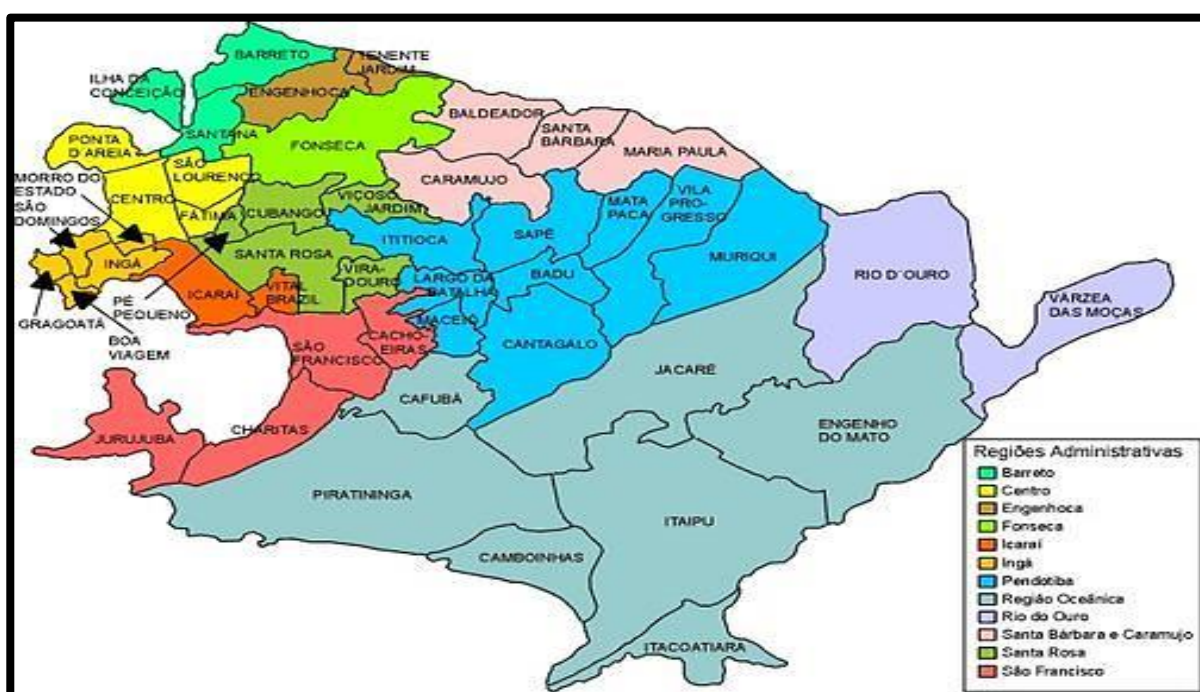 BARRETO
TENENTE
JARDIM
ILHA DA
CONCEIÇÃO
ENGENHOCA
BALDEADOR
SANTANA
SANTA
BÁRBARA
PONTA
D'AREIA
FONSECA
MARIA PAULA
SÃO
LOURENÇO
MORRO DO
ESTADO
CARAMUJO
SÃO
DOMINGOS
CENTRO
VIÇOSO
JARDIM
MATA
PACA
VILA
PRO-
GRESSO
FÁTIMA
CUBANGO
ITITIOCA
SAPÊ
SANTA ROSA
MURIQUI
INGÁ
VIRA-
DOURO
BADU
RIO D'OURO
LARGO DA
BATALHA
ICARAÍ
VITAL
BRAZIL
PÉ
PEQUENO
VÁRZEA
DAS MOÇAS
GRAGOATÁ
MACEIÓ
BOA
VIAGEM
CACHO-
EIRAS
SÃO
FRANCISCO
CANTAGALO
JACARÉ
CAFUBÁ
ENGENHO
DO MATO
JURUJUBA
CHARITAS
PIRATININGA
ITAIPU
CAMBOINHAS
ITACOATIARA
Regiões Administrativas
Barreto
Centro
Engenhoca
Fonseca
Icaraí
Ingá
Pendotiba
Região Oceânica
Rio do Ouro
Santa Bárbara e Caramujo
Santa Rosa
São Francisco